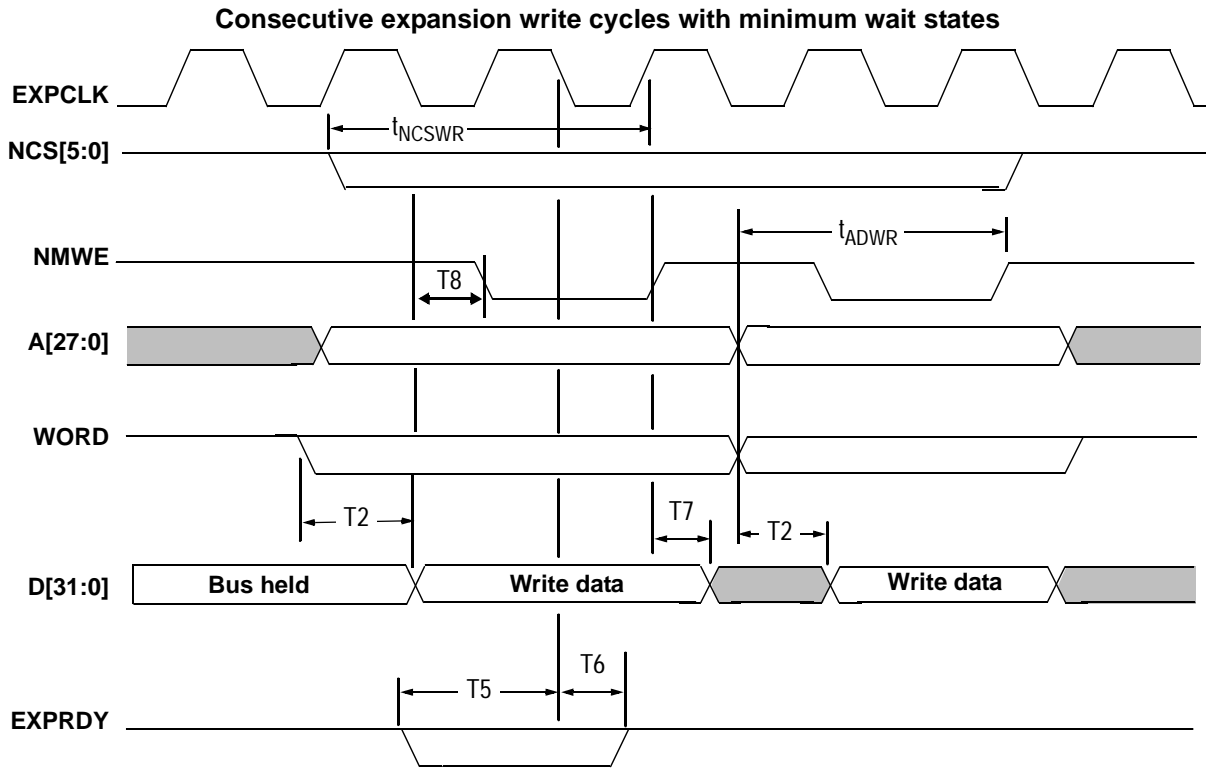 Consecutive expansion write cycles with minimum wait states
EXPCLK
tNCSWR
NCS[5:0]
tADWR
NMWE
T8
A[27:0]
WORD
T2
T7
T2
D[31:0]
Bus held
Write data
Write data
T6
T5
EXPRDY